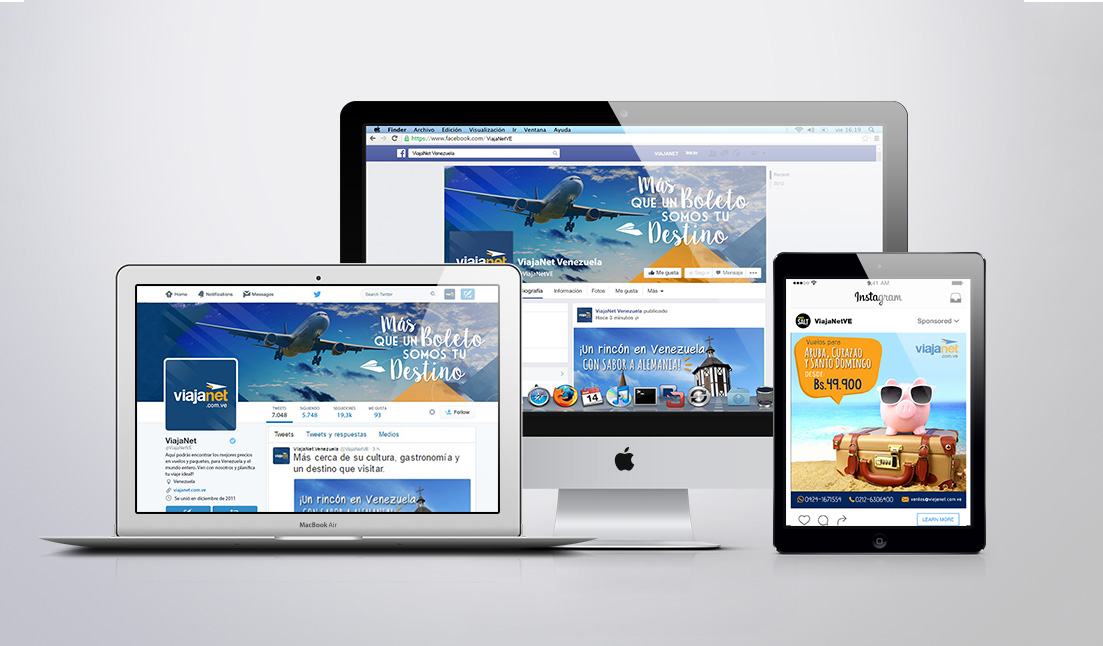 Finder Archivo Edición Visualización Ir Ventana Ayuda
vie 16:19
https://www.facebook.com/ViajaNetVE
ViajaNet Venezuela
VIAJANET Inicio
Más
QUE UN Boleto
SOMOS TU
Destino
viajanet
ViajaNet Venezuela
@ViajaNetVE
Me gusta Seguir Mensaje
Biografía Información Fotos Me gusta Más
ViajaNet Venezuela publicado
Hace 3 minutos
¡Un rincón en Venezuela
CON SABOR A ALEMANIA!
14
Home Notifications Messages
Search Twitter
Más
QUE UN Boleto
SOMOS TU
Destino
viajanet
.com.ve
TWEETS SIGUIENDO SEGUIDORES ME GUSTA
7.048 5.748 19,3k 93
Follow
ViajaNet
@ViajaNetVE
Aquí podrás encontrar los mejores precios
en vuelos y paquetes, para Venezuela y el
mundo entero. Ven con nosotros y planifica
tu viaje ideal!!
Venezuela
viajanet.com.ve
Se unió en diciembre de 2011
Tweets Tweets y respuestas Medios
ViajaNet Venezuela @ViajaNetVE · 3 h
Más cerca de su cultura, gastronomía y
un destino que visitar.
¡Un rincón en Venezuela
CON SABOR A ALEMANIA!
MacBook Air
9:41 AM
Instagram
SALT
ViajaNetVE
Sponsored
Vuelos para
ARUBA, CURAZAO
Y SANTO DOMINGO
DESDE:
Bs.49.900
viajanet
.com.ve
0424-1671554 0212-6306400 ventas@viajanet.com.ve
LEARN MORE